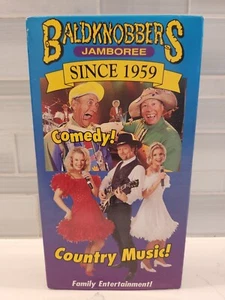 BALDKNOBBERS
JAMBOREE
SINCE 1959
Comedy!
Country Music!
Family Entertainment!